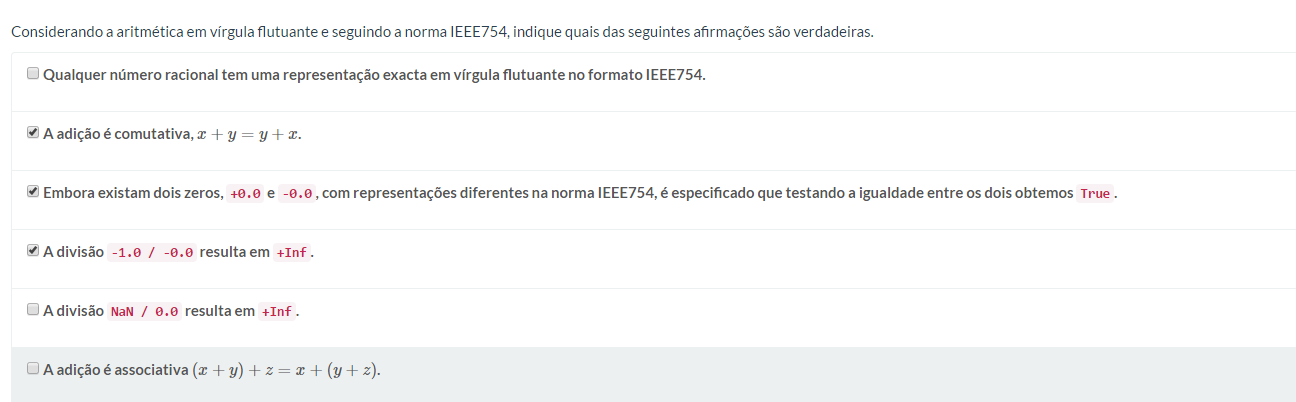 Considerando a aritmética em vírgula flutuante e seguindo a norma IEEE754, indique quais das seguintes afirmações são verdadeiras.
Qualquer número racional tem uma representação exacta em vírgula flutuante no formato IEEE754.
A adição é comutativa, x + y = y + x.
Embora existam dois zeros, +0.0 e -0.0, com representações diferentes na norma IEEE754, é especificado que testando a igualdade entre os dois obtemos True.
A divisão -1.0 / -0.0 resulta em +Inf.
A divisão NaN / 0.0 resulta em +Inf.
A adição é associativa (x + y) + z = x + (y + z).